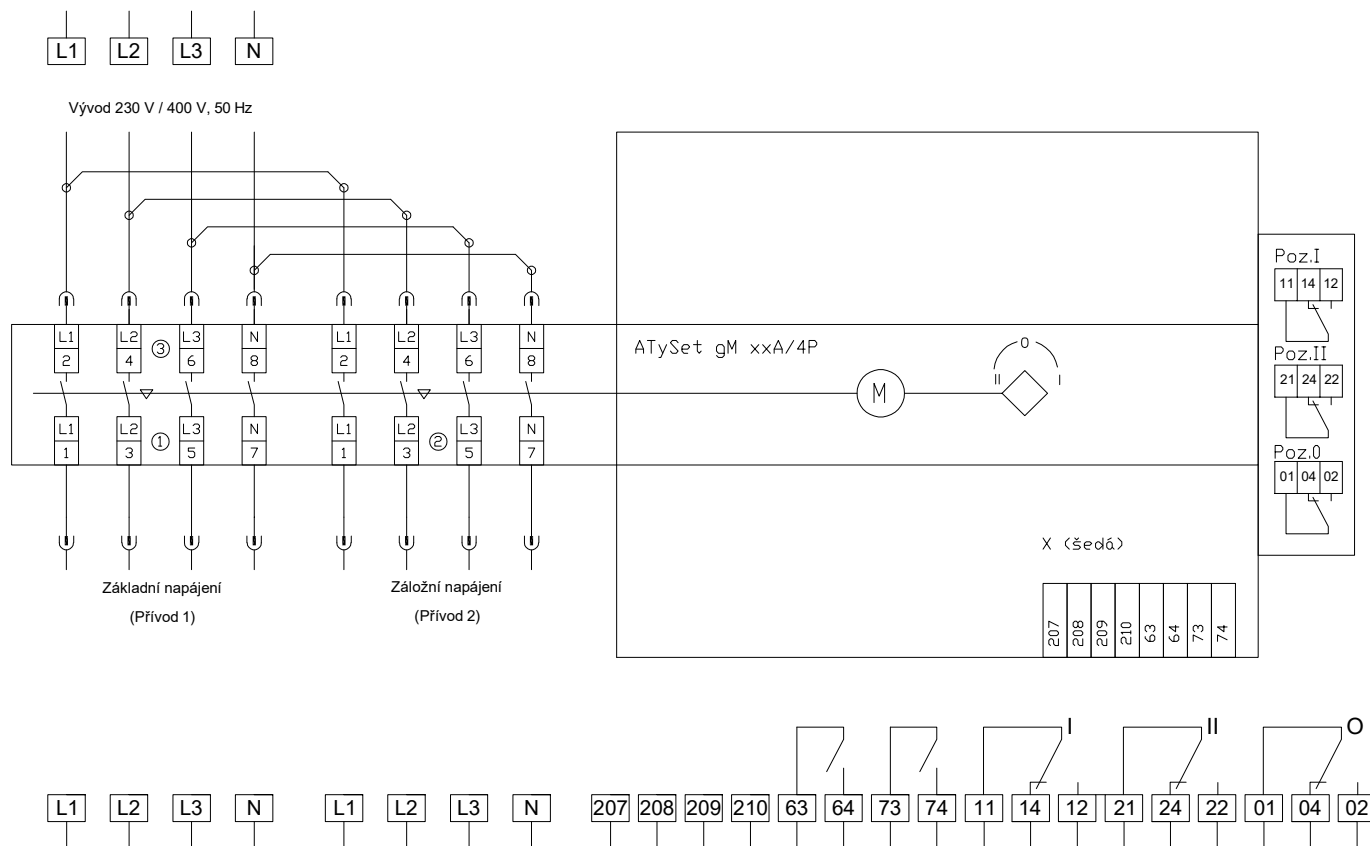 L1 L2 L3 N
Vývod 230 V / 400 V, 50 Hz
Poz.I
11 14 12
L1 L2 L3 N L1 L2 L3 N
2 4 ③ 6 8 2 4 6 8
ATySet gM xxA/4P
0
II I
M
Poz.II
21 24 22
L1 L2 L3 N L1 L2 L3 N
1 3 ① 5 7 1 3 ② 5 7
Poz.0
01 04 02
X (šedá)
Základní napájení
(Přívod 1)
Záložní napájení
(Přívod 2)
207 208 209 210 63 64 73 74
I II O
L1 L2 L3 N L1 L2 L3 N 207 208 209 210 63 64 73 74 11 14 12 21 24 22 01 04 02